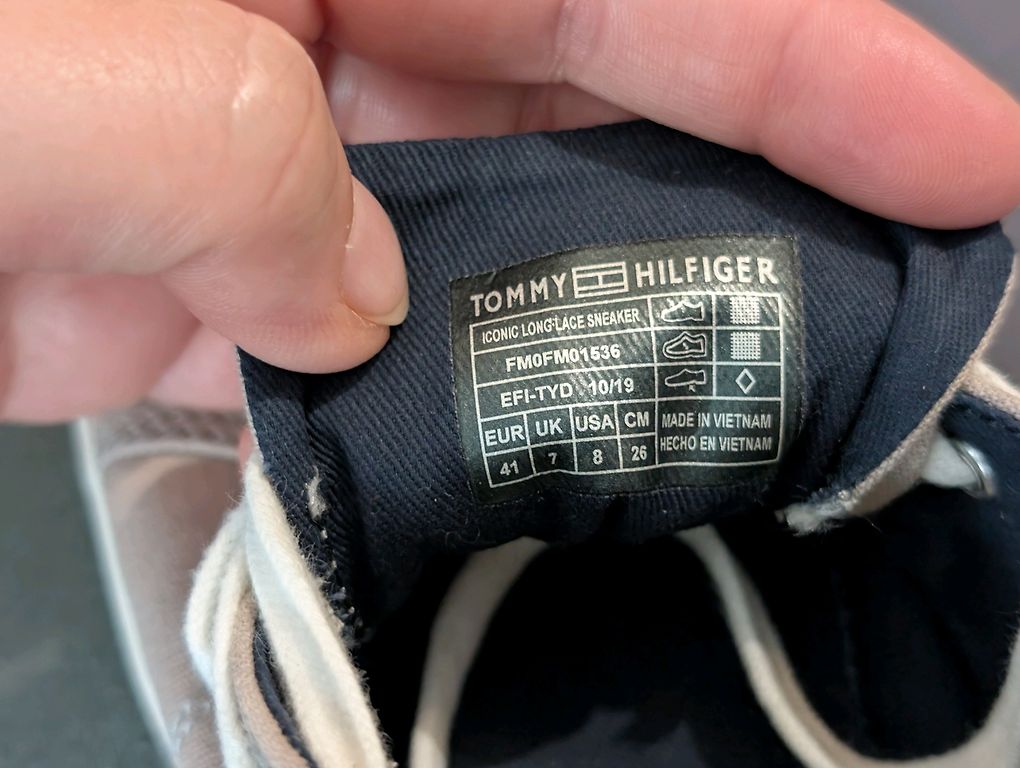 TOMMY HILFIGER
ICONIC LONG LACE SNEAKER
FM0FM01536
EFI-TYD 10/19
EUR UK USA CM
41 7 8 26
MADE IN VIETNAM
HECHO EN VIETNAM